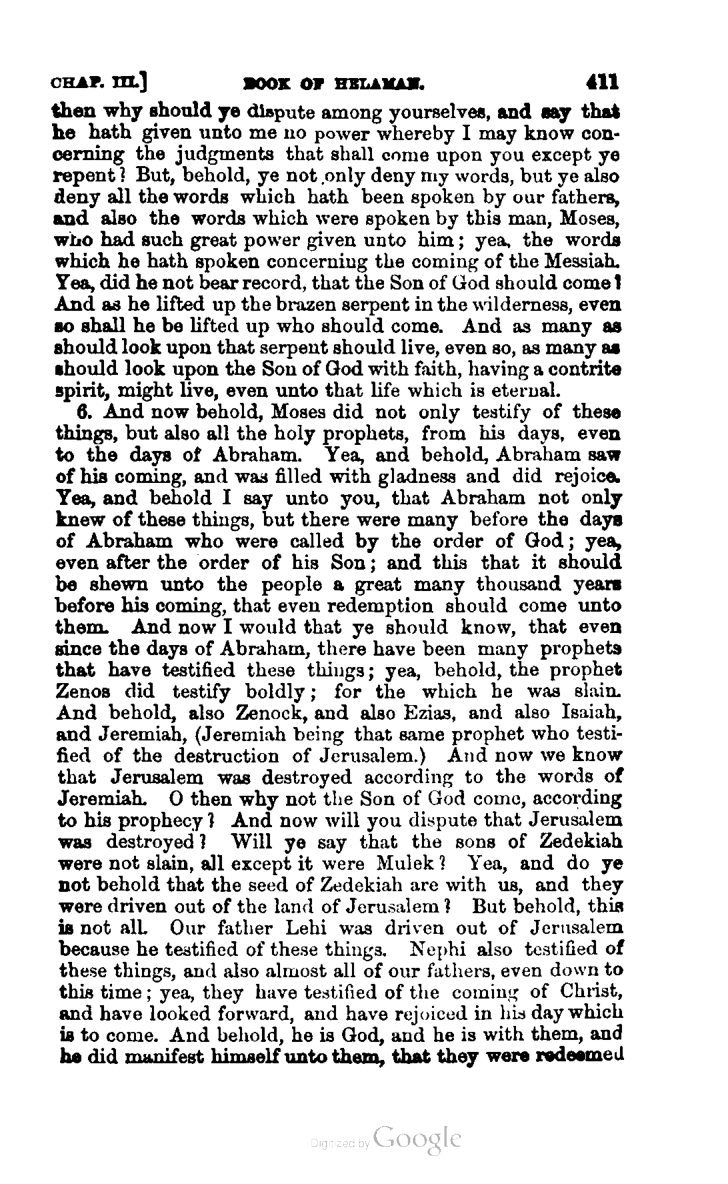 CHAP. III.] BOOK OF HELAMAN. 411
then why should ye dispute among yourselves, and say that
he hath given unto me no power whereby I may know con-
cerning the judgments that shall come upon you except ye
repent? But, behold, ye not only deny my words, but ye also
deny all the words which hath been spoken by our fathers,
and also the words which were spoken by this man, Moses,
who had such great power given unto him; yea, the words
which he hath spoken concerning the coming of the Messiah.
Yea, did he not bear record, that the Son of God should come?
And as he lifted up the brazen serpent in the wilderness, even
so shall he be lifted up who should come. And as many as
should look upon that serpent should live, even so, as many as
should look upon the Son of God with faith, having a contrite
spirit, might live, even unto that life which is eternal.
6. And now behold, Moses did not only testify of these
things, but also all the holy prophets, from his days, even
to the days of Abraham. Yea, and behold, Abraham saw
of his coming, and was filled with gladness and did rejoice.
Yea, and behold I say unto you, that Abraham not only
knew of these things, but there were many before the days
of Abraham who were called by the order of God; yea,
even after the order of his Son; and this that it should
be shewn unto the people a great many thousand years
before his coming, that even redemption should come unto
them. And now I would that ye should know, that even
since the days of Abraham, there have been many prophets
that have testified these things; yea, behold, the prophet
Zenos did testify boldly; for the which he was slain.
And behold, also Zenock, and also Ezias, and also Isaiah,
and Jeremiah, (Jeremiah being that same prophet who testi-
fied of the destruction of Jerusalem.) And now we know
that Jerusalem was destroyed according to the words of
Jeremiah. O then why not the Son of God come, according
to his prophecy? And now will you dispute that Jerusalem
was destroyed? Will ye say that the sons of Zedekiah
were not slain, all except it were Mulek? Yea, and do ye
not behold that the seed of Zedekiah are with us, and they
were driven out of the land of Jerusalem? But behold, this
is not all. Our father Lehi was driven out of Jerusalem
because he testified of these things. Nephi also testified of
these things, and also almost all of our fathers, even down to
this time; yea, they have testified of the coming of Christ,
and have looked forward, and have rejoiced in his day which
is to come. And behold, he is God, and he is with them, and
he did manifest himself unto them, that they were redeemed
Digitized by Google